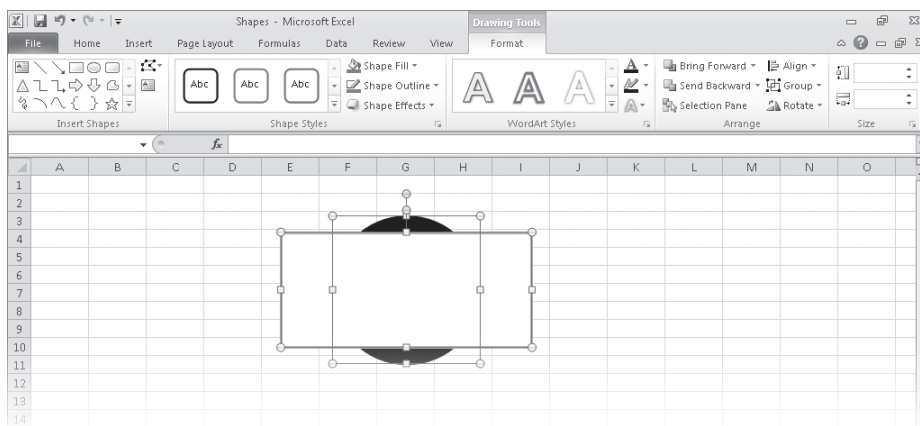 Shapes - Microsoft Excel
Drawing Tools
File Home Insert Page Layout Formulas Data Review View Format
Abc Abc Abc
Shape Fill
Shape Outline
Shape Effects
A A A A
Bring Forward Align
Send Backward Group
Selection Pane Rotate
Insert Shapes Shape Styles WordArt Styles Arrange Size
fx
A B C D E F G H I J K L M N O
1
2
3
4
5
6
7
8
9
10
11
12
13
14